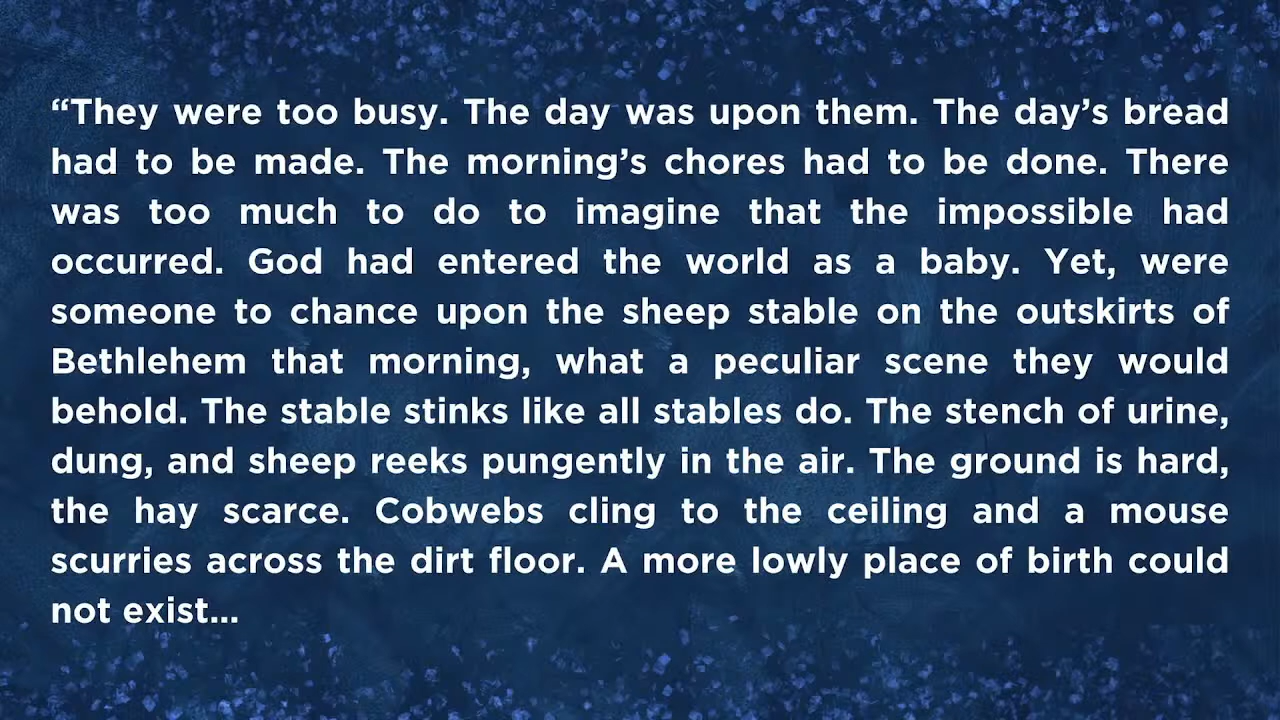 “They were too busy. The day was upon them. The day’s bread
had to be made. The morning’s chores had to be done. There
was too much to do to imagine that the impossible had
occurred. God had entered the world as a baby. Yet, were
someone to chance upon the sheep stable on the outskirts of
Bethlehem that morning, what a peculiar scene they would
behold. The stable stinks like all stables do. The stench of urine,
dung, and sheep reeks pungently in the air. The ground is hard,
the hay scarce. Cobwebs cling to the ceiling and a mouse
scurries across the dirt floor. A more lowly place of birth could
not exist...